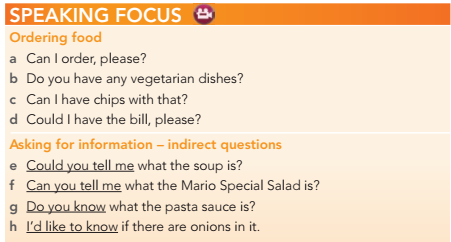 SPEAKING FOCUS
Ordering food
a Can I order, please?
b Do you have any vegetarian dishes?
c Can I have chips with that?
d Could I have the bill, please?
Asking for information – indirect questions
e Could you tell me what the soup is?
f Can you tell me what the Mario Special Salad is?
g Do you know what the pasta sauce is?
h I'd like to know if there are onions in it.